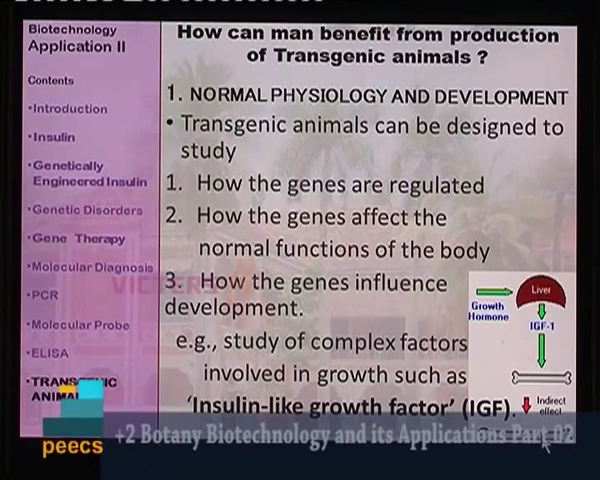 Biotechnology
Application II
Contents
•Introduction
•Insulin
•Genetically
Engineered Insulin
•Genetic Disorders
•Gene Therapy
•Molecular Diagnosis
•PCR
•Molecular Probe
•ELISA
•TRANSGENIC
ANIMAL
How can man benefit from production
of Transgenic animals ?
1. NORMAL PHYSIOLOGY AND DEVELOPMENT
• Transgenic animals can be designed to
study
1. How the genes are regulated
2. How the genes affect the
normal functions of the body
3. How the genes influence
development.
e.g., study of complex factors
involved in growth such as
'Insulin-like growth factor' (IGF).
Growth
Hormone
Liver
IGF-1
Indirect
effect
peecs
+2 Botany Biotechnology and its Applications Part 02